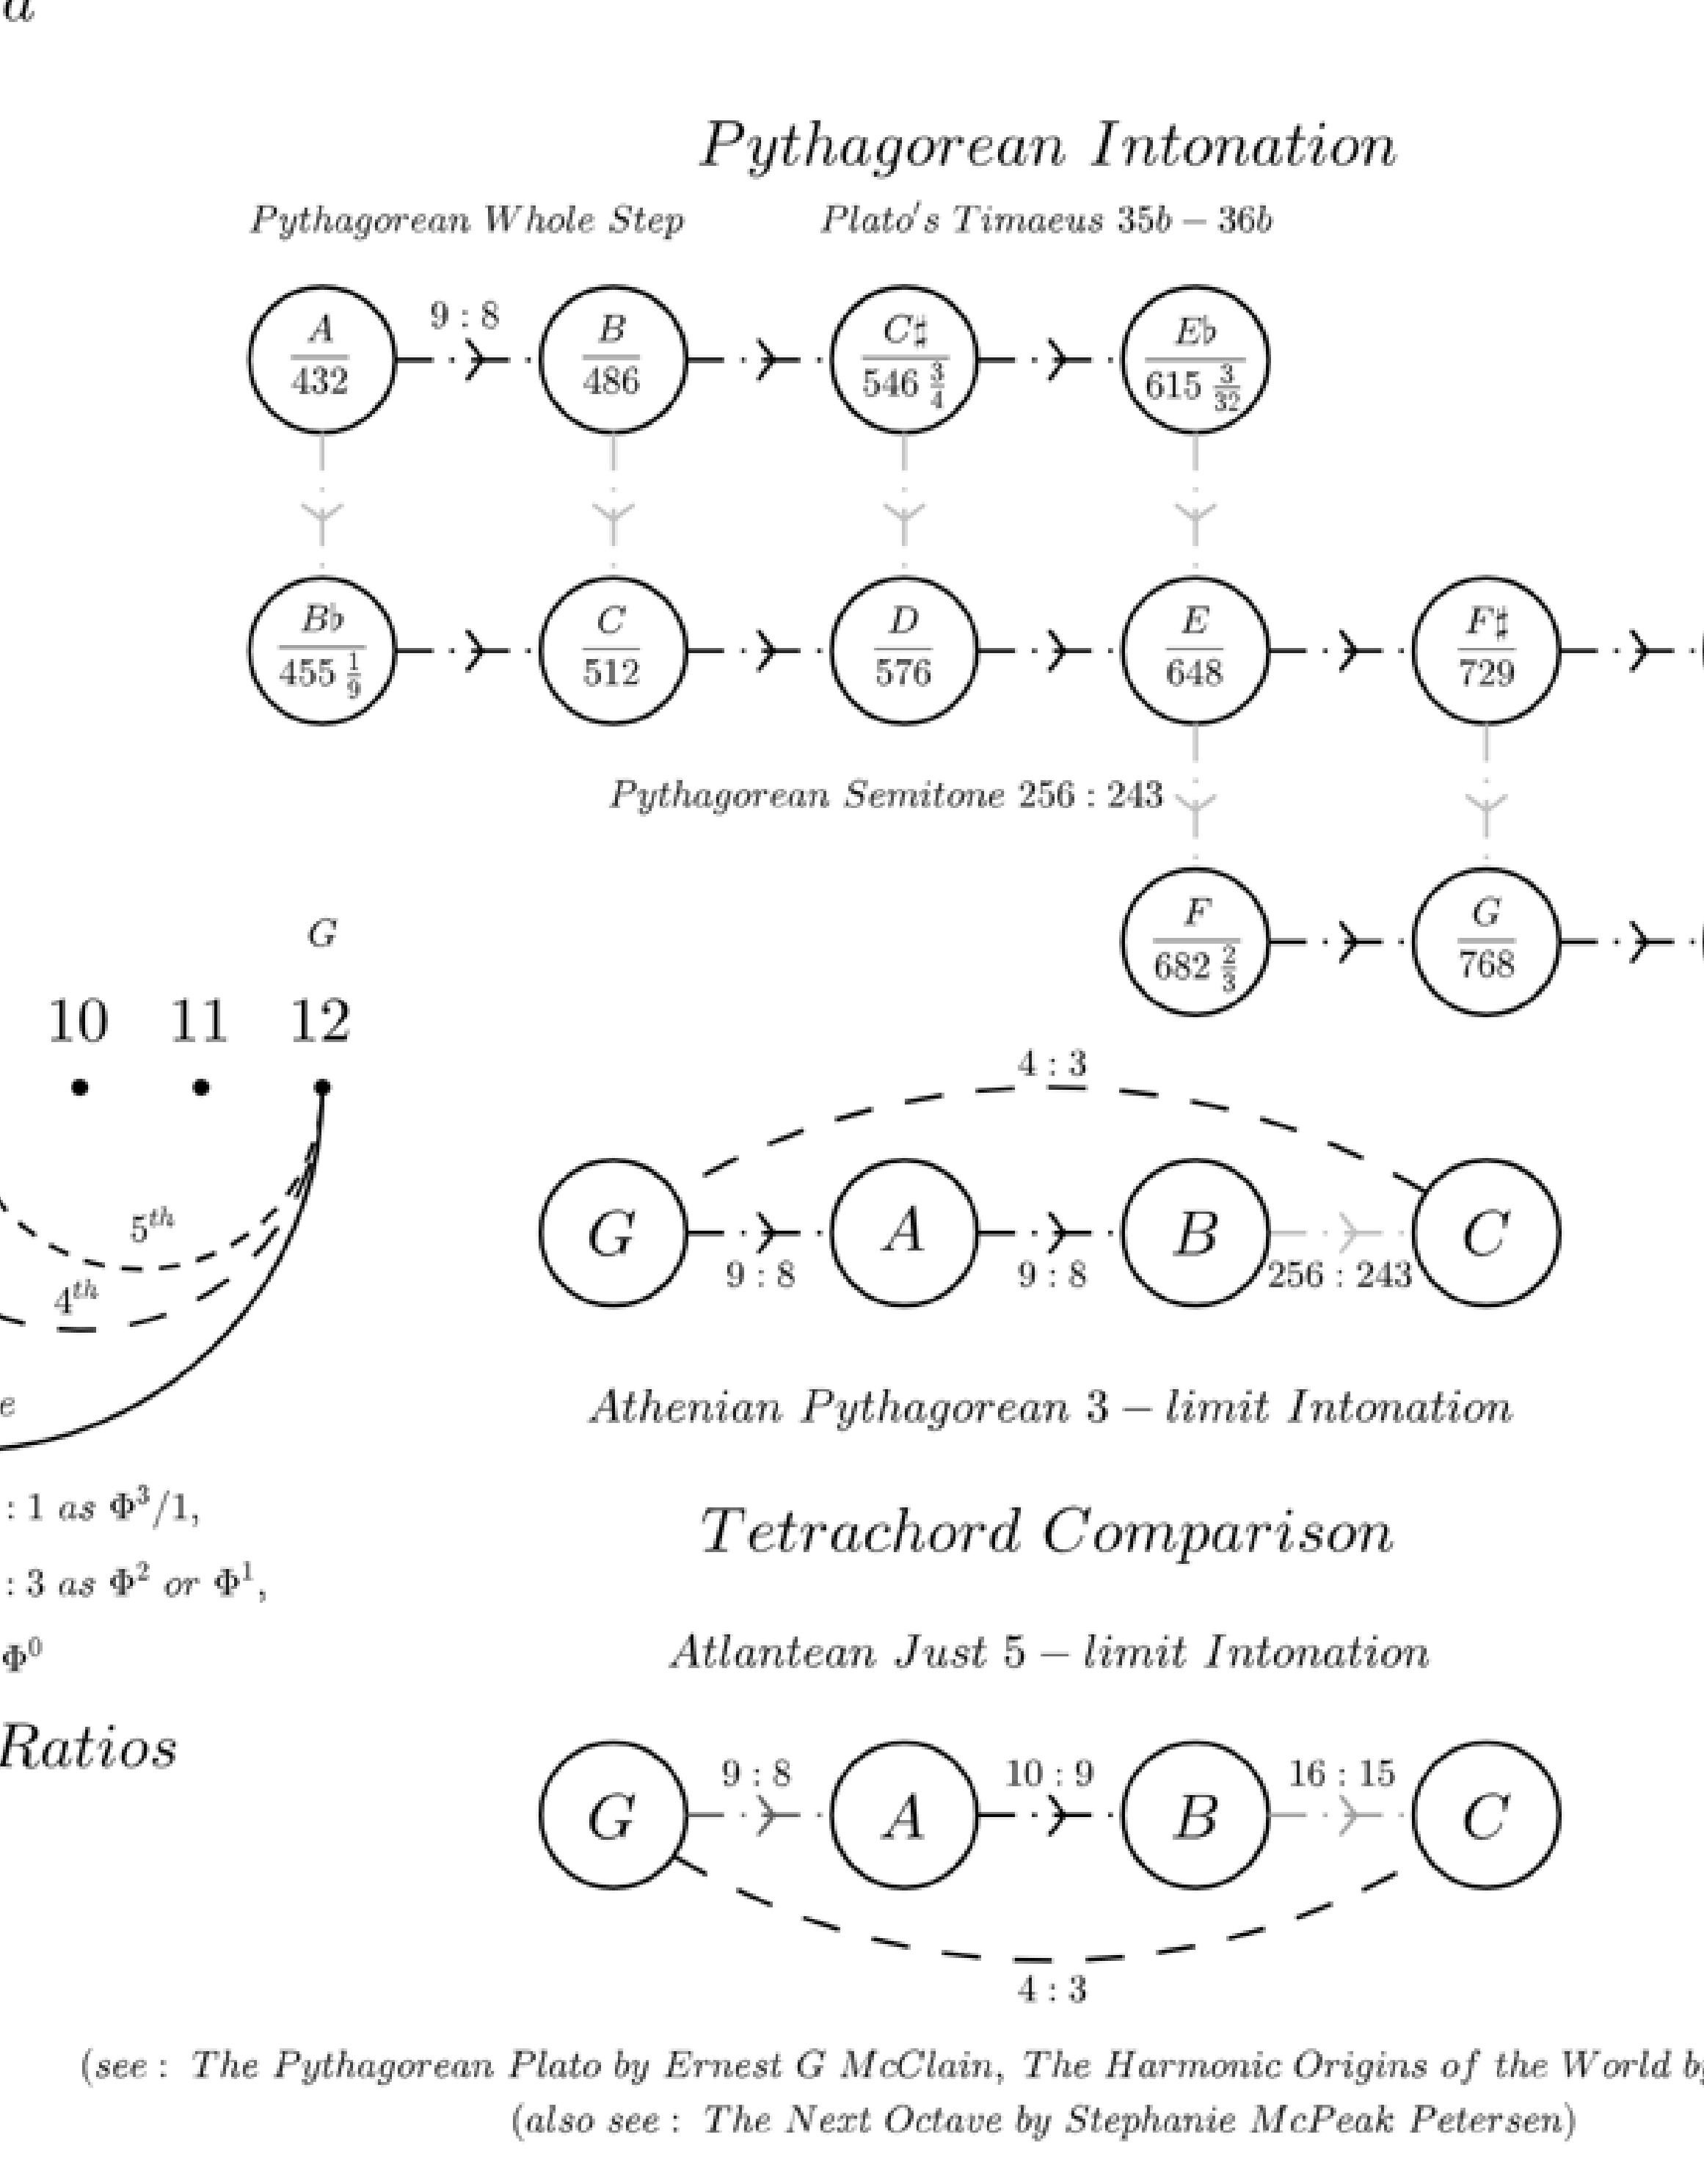 Pythagorean Intonation
Pythagorean Whole Step
Plato's Timaeus 35b – 36b
A 9 : 8 B C♯ E♭
432 486 546 3/4 615 3/32
B♭ C D E F♯
455 1/9 512 576 648 729
Pythagorean Semitone 256 : 243
F G
682 2/3 768
G
10 11 12
5th
4th
4 : 3
G A B C
9 : 8 9 : 8 256 : 243
Athenian Pythagorean 3 – limit Intonation
: 1 as Φ³/1,
: 3 as Φ² or Φ¹,
Φ⁰
Ratios
Tetrachord Comparison
Atlantean Just 5 – limit Intonation
9 : 8 10 : 9 16 : 15
G A B C
4 : 3
(see : The Pythagorean Plato by Ernest G McClain, The Harmonic Origins of the World by
(also see : The Next Octave by Stephanie McPeak Petersen)